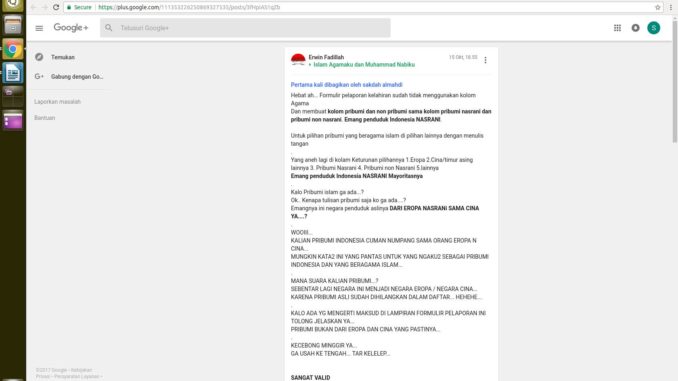 Secure
https://plus.google.com/111353226250869327535/posts/3fHpiAS1qZb
Google+
Telusuri Google+
S
Temukan
G+ Gabung dengan Go...
Laporkan masalah
Bantuan
Erwin Fadillah
Islam Agamaku dan Muhammad Nabiku
15 Okt, 18.55
Pertama kali dibagikan oleh sakdah almahdi
Hebat ah... Formulir pelaporan kelahiran sudah tidak menggunakan kolom
Agama
Dan membuat kolom pribumi dan non pribumi sama kolom pribumi nasrani dan
pribumi non nasrani. Emang penduduk Indonesia NASRANI
.
Untuk pilihan pribumi yang beragama islam di pilihan lainnya dengan menulis
tangan
.
Yang aneh lagi di kolam Keturunan pilihannya 1.Eropa 2.Cina/timur asing
lainnya 3. Pribumi Nasrani 4. Pribumi non Nasrani 5.lainnya
Emang penduduk Indonesia NASRANI Mayoritasnya
.
Kalo Pribumi islam ga ada...?
Ok.. Kenapa tulisan pribumi saja ko ga ada....?
Emangnya ini negara penduduk aslinya DARI EROPA NASRANi SAMA CINA
YA....?
.
WOOIII...
KALIAN PRIBUMI INDONESIA CUMAN NUMPANG SAMA ORANG EROPA N
CINA...
MUNGKIN KATA2 INI YANG PANTAS UNTUK YANG NGAKU2 SEBAGAI PRIBUMI
INDONESIA DAN YANG BERAGAMA ISLAM...
.
MANA SUARA KALIAN PRIBUMI...?
SEBENTAR LAGI NEGARA INI MENJADI NEGARA EROPA / NEGARA CINA...
KARENA PRIBUMI ASLI SUDAH DIHILANGKAN DALAM DAFTAR... HEHEHE...
.
KALO ADA YG MENGERTI MAKSUD DI LAMPIRAN FORMULIR PELAPORAN INI
TOLONG JELASKAN YA...
PRIBUMI BUKAN DARI EROPA DAN CINA YANG PASTINYA...
.
KECEBONG MINGGIR YA...
GA USAH KE TENGAH... TAR KELELEP...
.
SANGAT VALID
©2017 Google - Kebijakan
Privasi - Persyaratan Layanan -